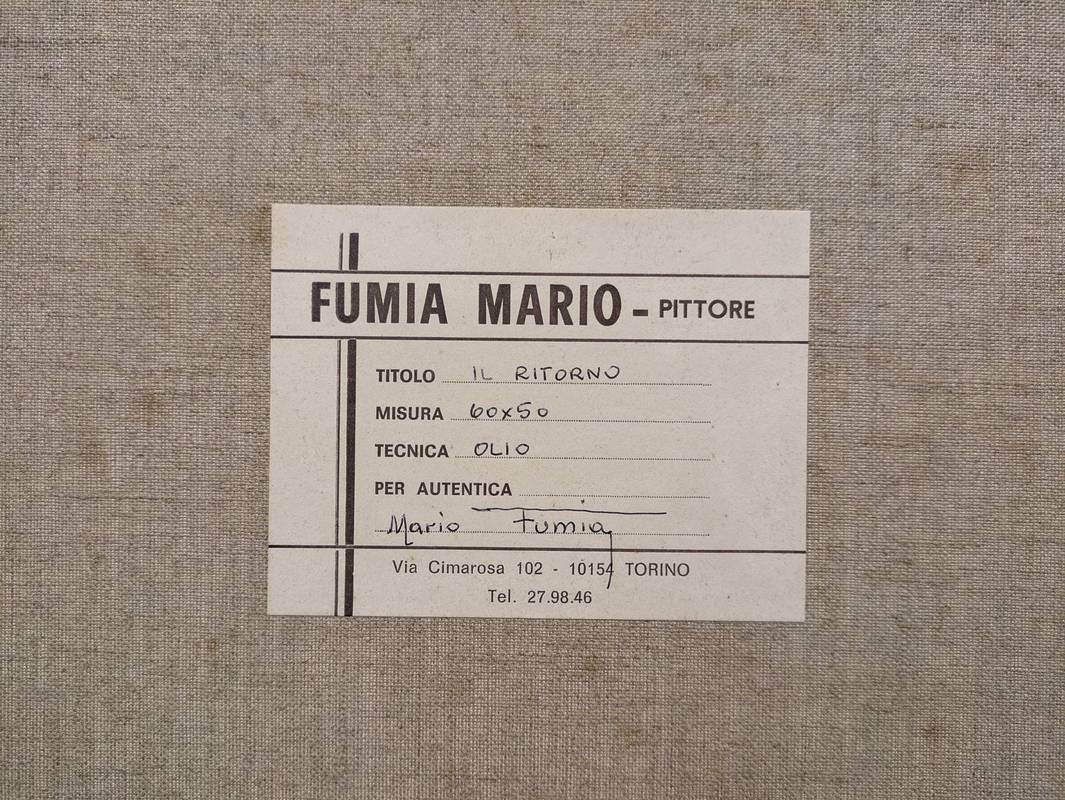 FUMIA MARIO - PITTORE
TITOLO IL RITORNO
MISURA 60x50
TECNICA OLIO
PER AUTENTICA
Mario Fumia
Via Cimarosa 102 - 10154 TORINO
Tel. 27.98.46